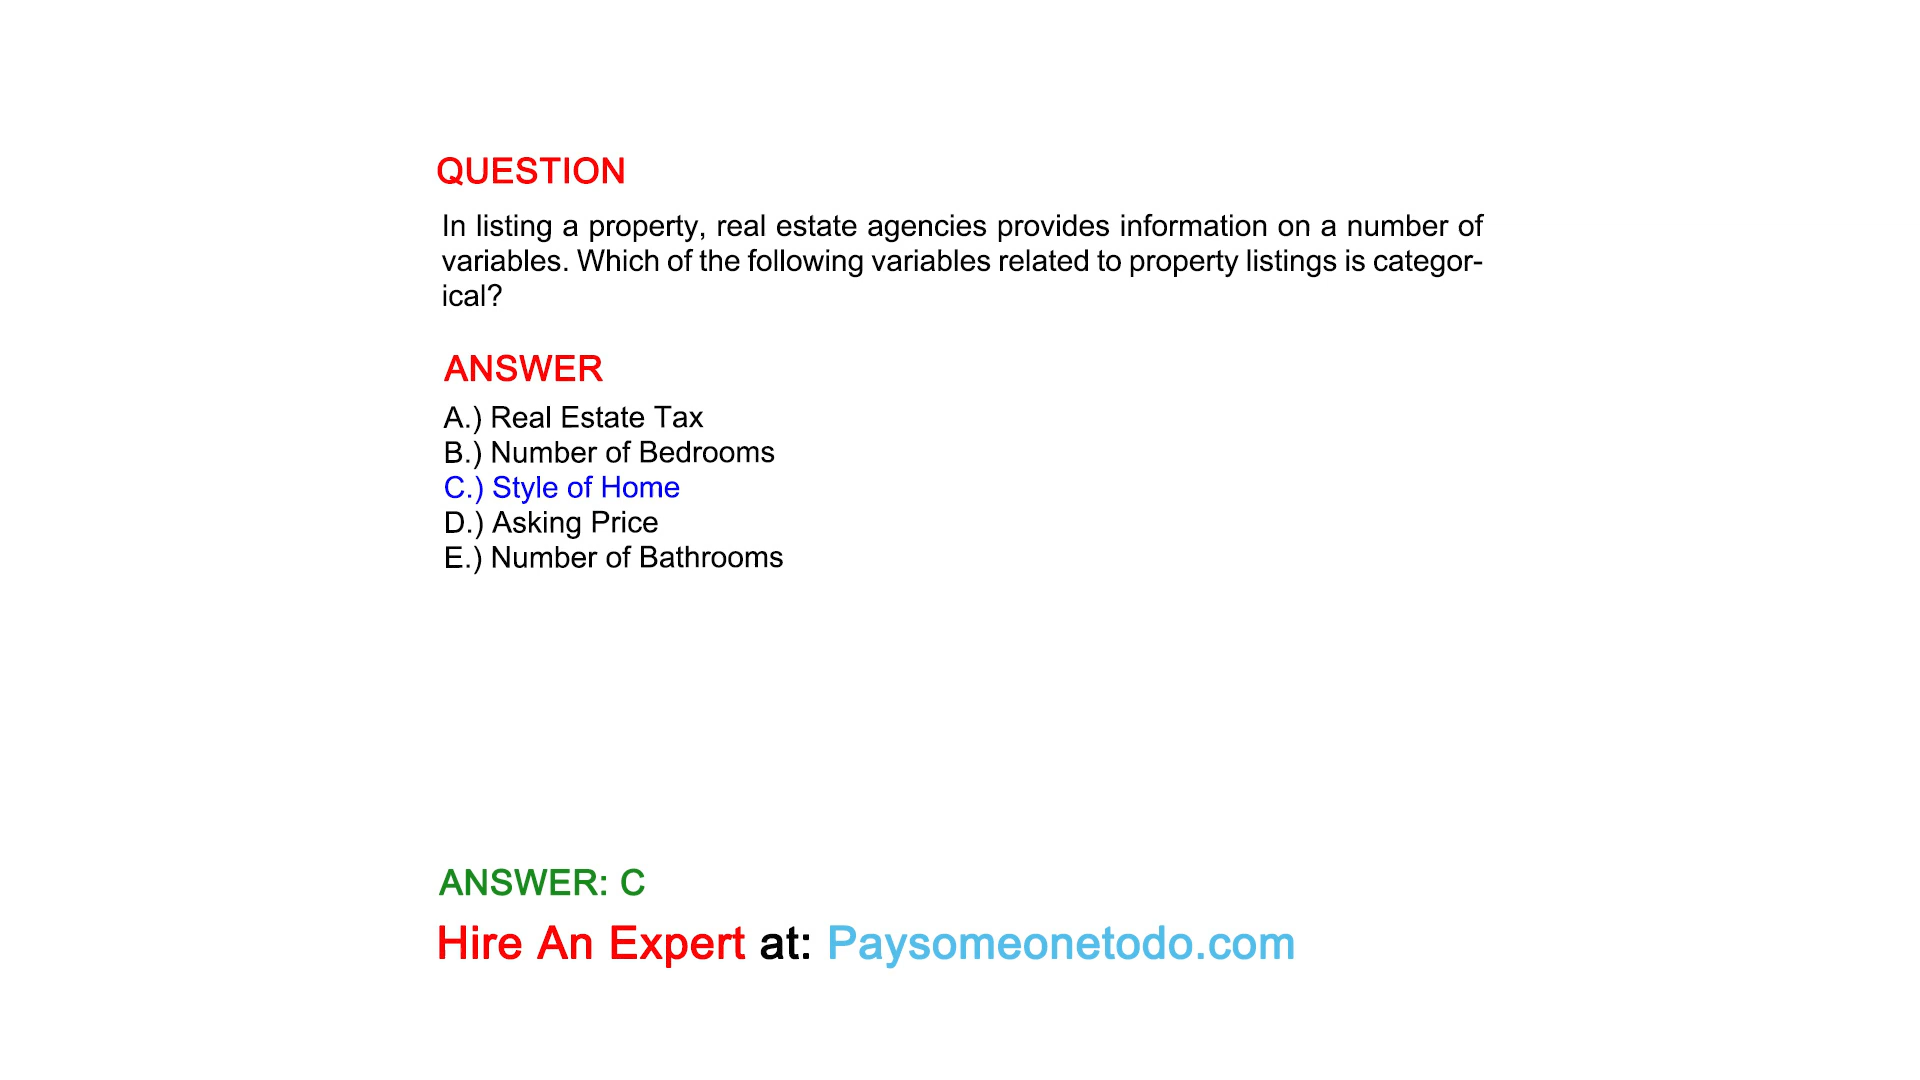 QUESTION
In listing a property, real estate agencies provides information on a number of
variables. Which of the following variables related to property listings is categor-
ical?
ANSWER
A.) Real Estate Tax
B.) Number of Bedrooms
C.) Style of Home
D.) Asking Price
E.) Number of Bathrooms
ANSWER: C
Hire An Expert at: Paysomeonetodo.com